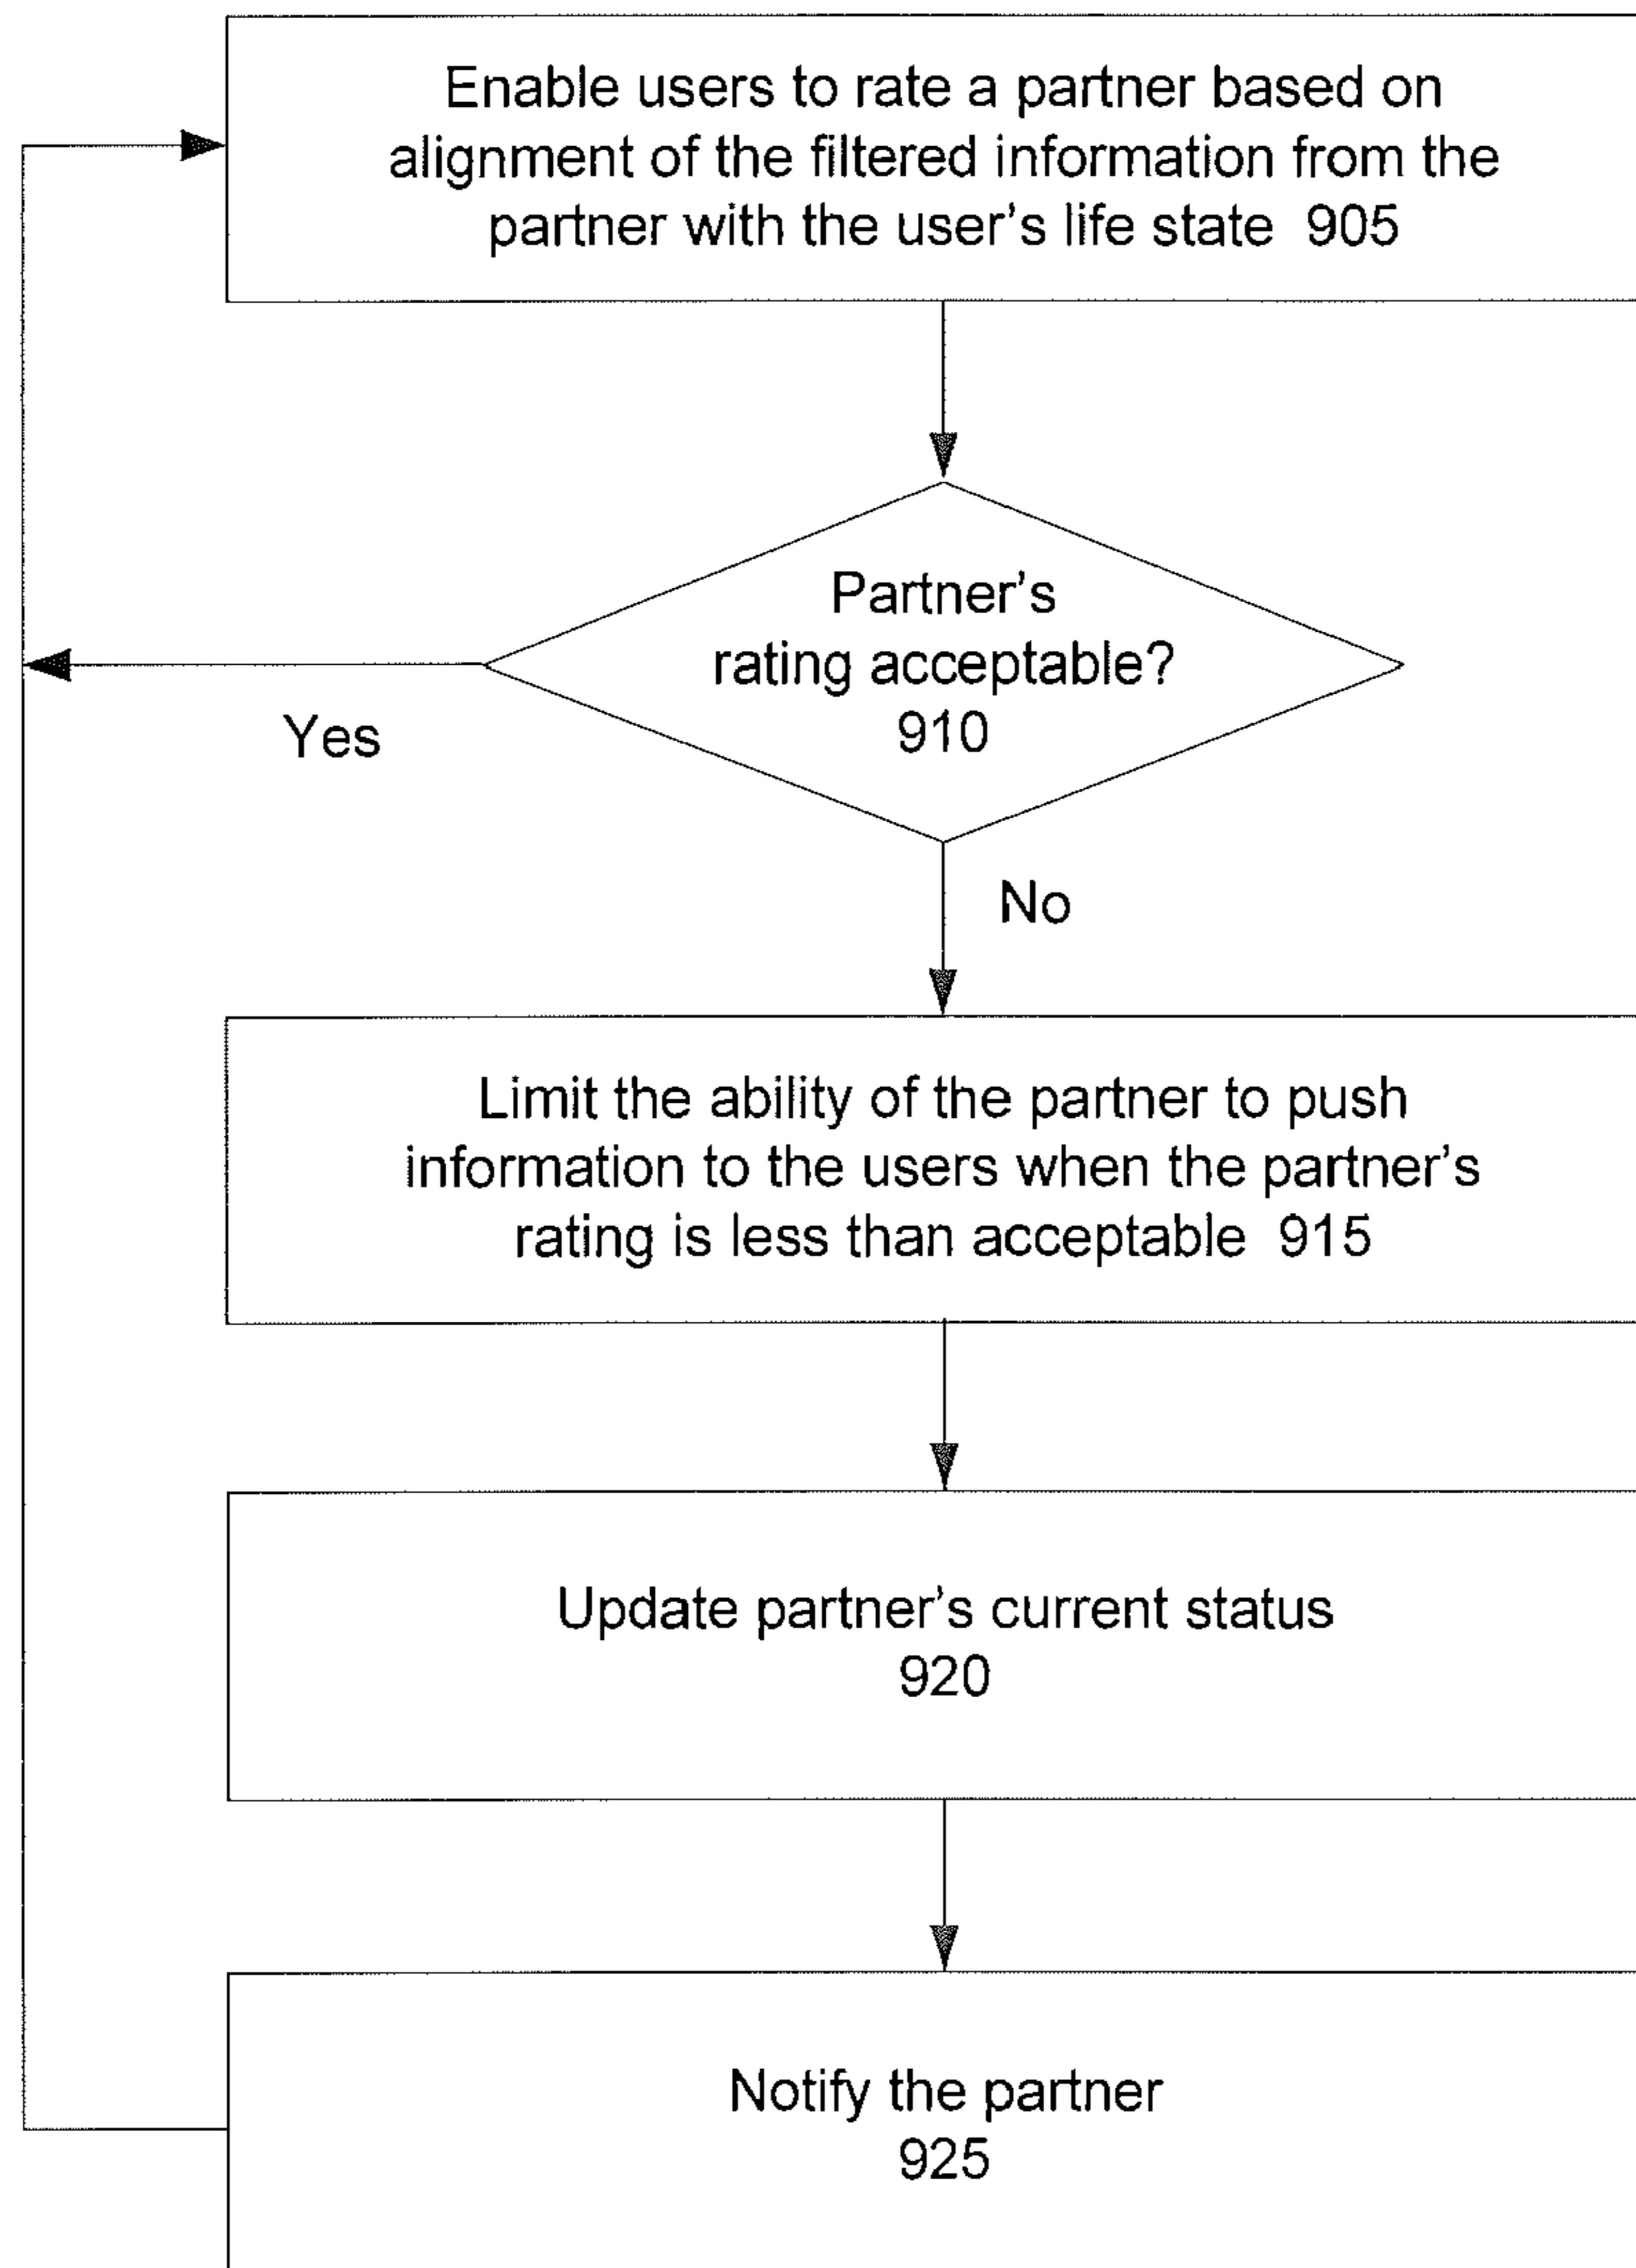 Enable users to rate a partner based on
alignment of the filtered information from the
partner with the user's life state 905
Partner's
rating acceptable?
910
Yes
No
Limit the ability of the partner to push
information to the users when the partner's
rating is less than acceptable 915
Update partner's current status
920
Notify the partner
925